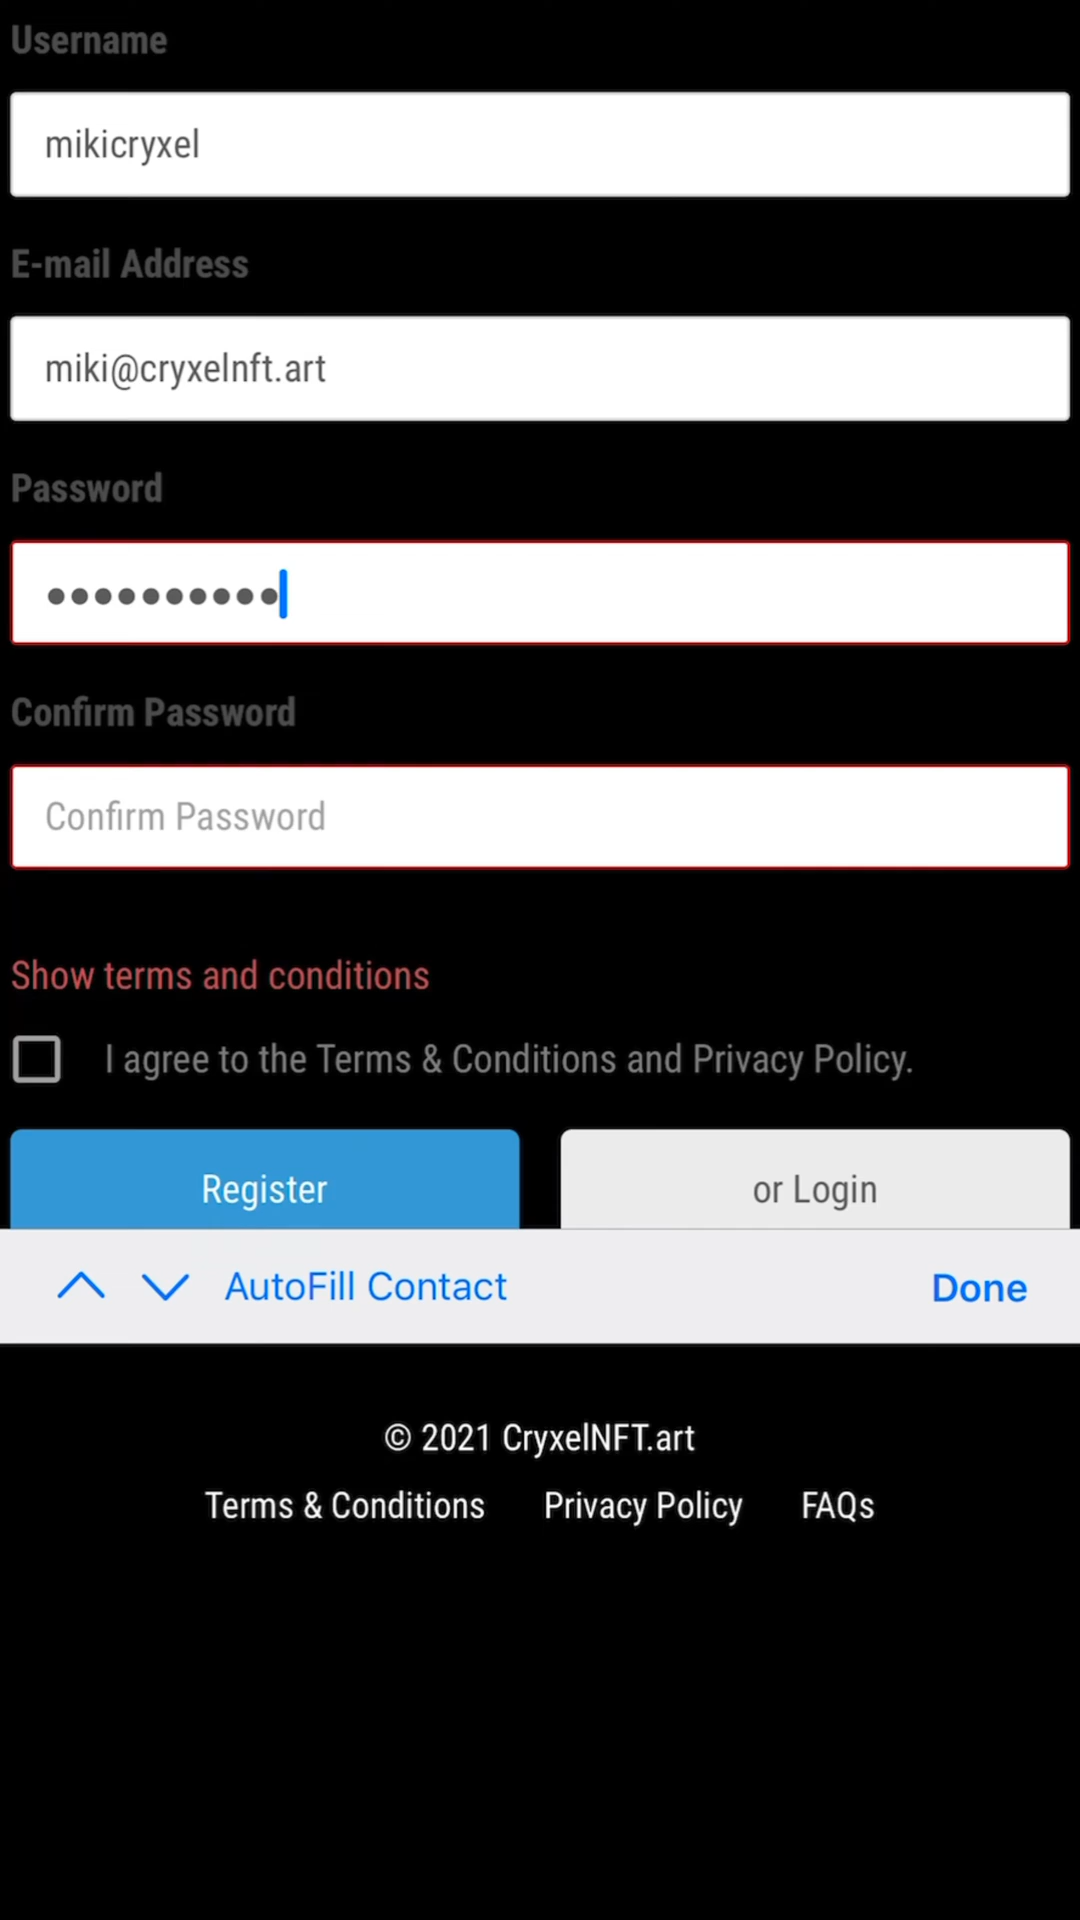 Username
mikicryxel
E-mail Address
miki@cryxelnft.art
Password
••••••••••
Confirm Password
Confirm Password
Show terms and conditions
I agree to the Terms & Conditions and Privacy Policy.
Register
or Login
AutoFill Contact
Done
© 2021 CryxelNFT.art
Terms & Conditions Privacy Policy FAQs